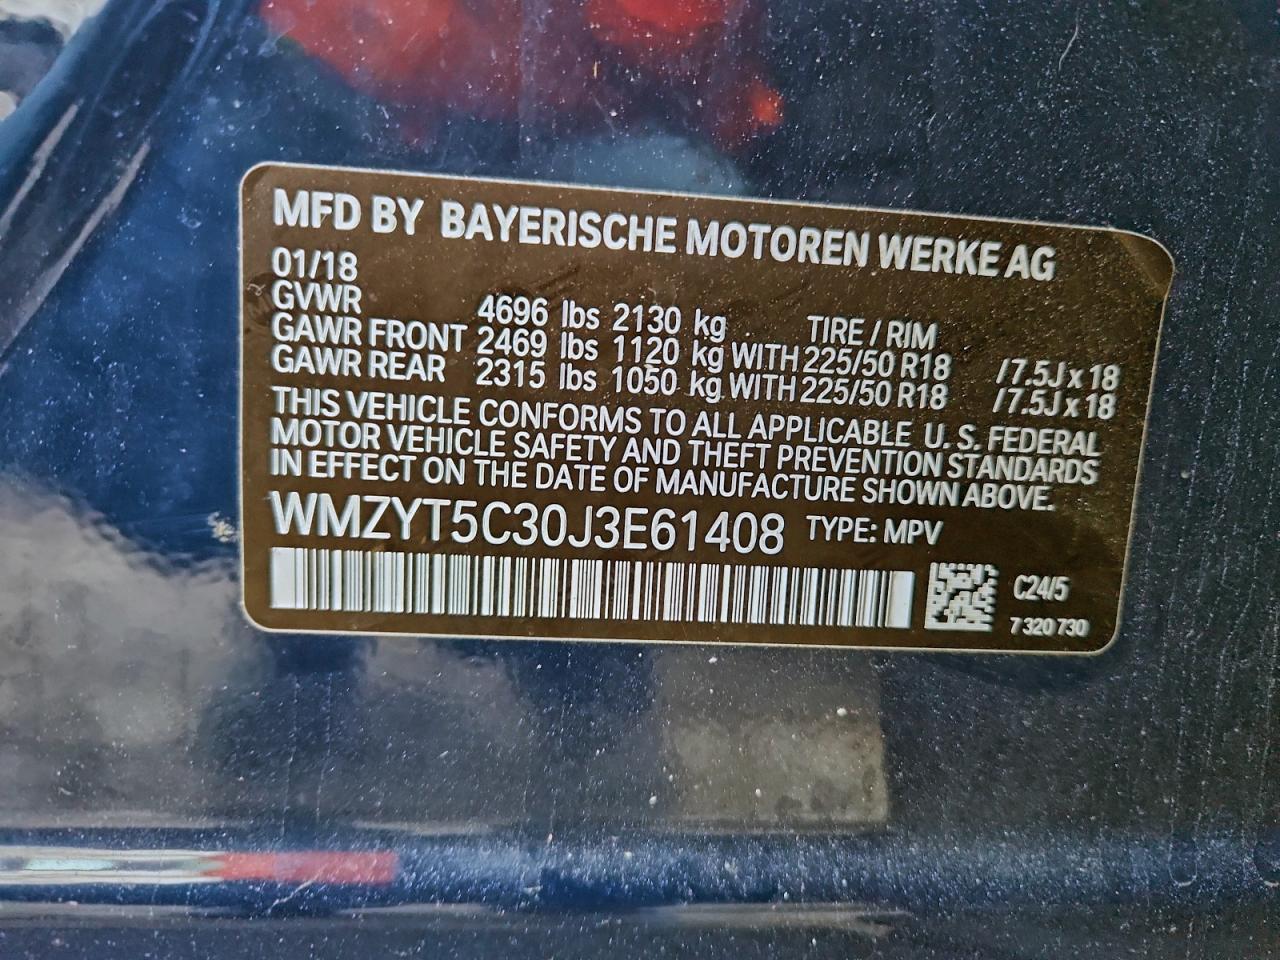 MFD BY BAYERISCHE MOTOREN WERKE AG
01/18
GVWR 4696 lbs 2130 kg TIRE / RIM
GAWR FRONT 2469 lbs 1120 kg WITH 225/50 R18 /7.5J x 18
GAWR REAR 2315 lbs 1050 kg WITH 225/50 R18 /7.5J x 18
THIS VEHICLE CONFORMS TO ALL APPLICABLE U. S. FEDERAL
MOTOR VEHICLE SAFETY AND THEFT PREVENTION STANDARDS
IN EFFECT ON THE DATE OF MANUFACTURE SHOWN ABOVE.
WMZYT5C30J3E61408 TYPE: MPV
C24/5
7 320 730